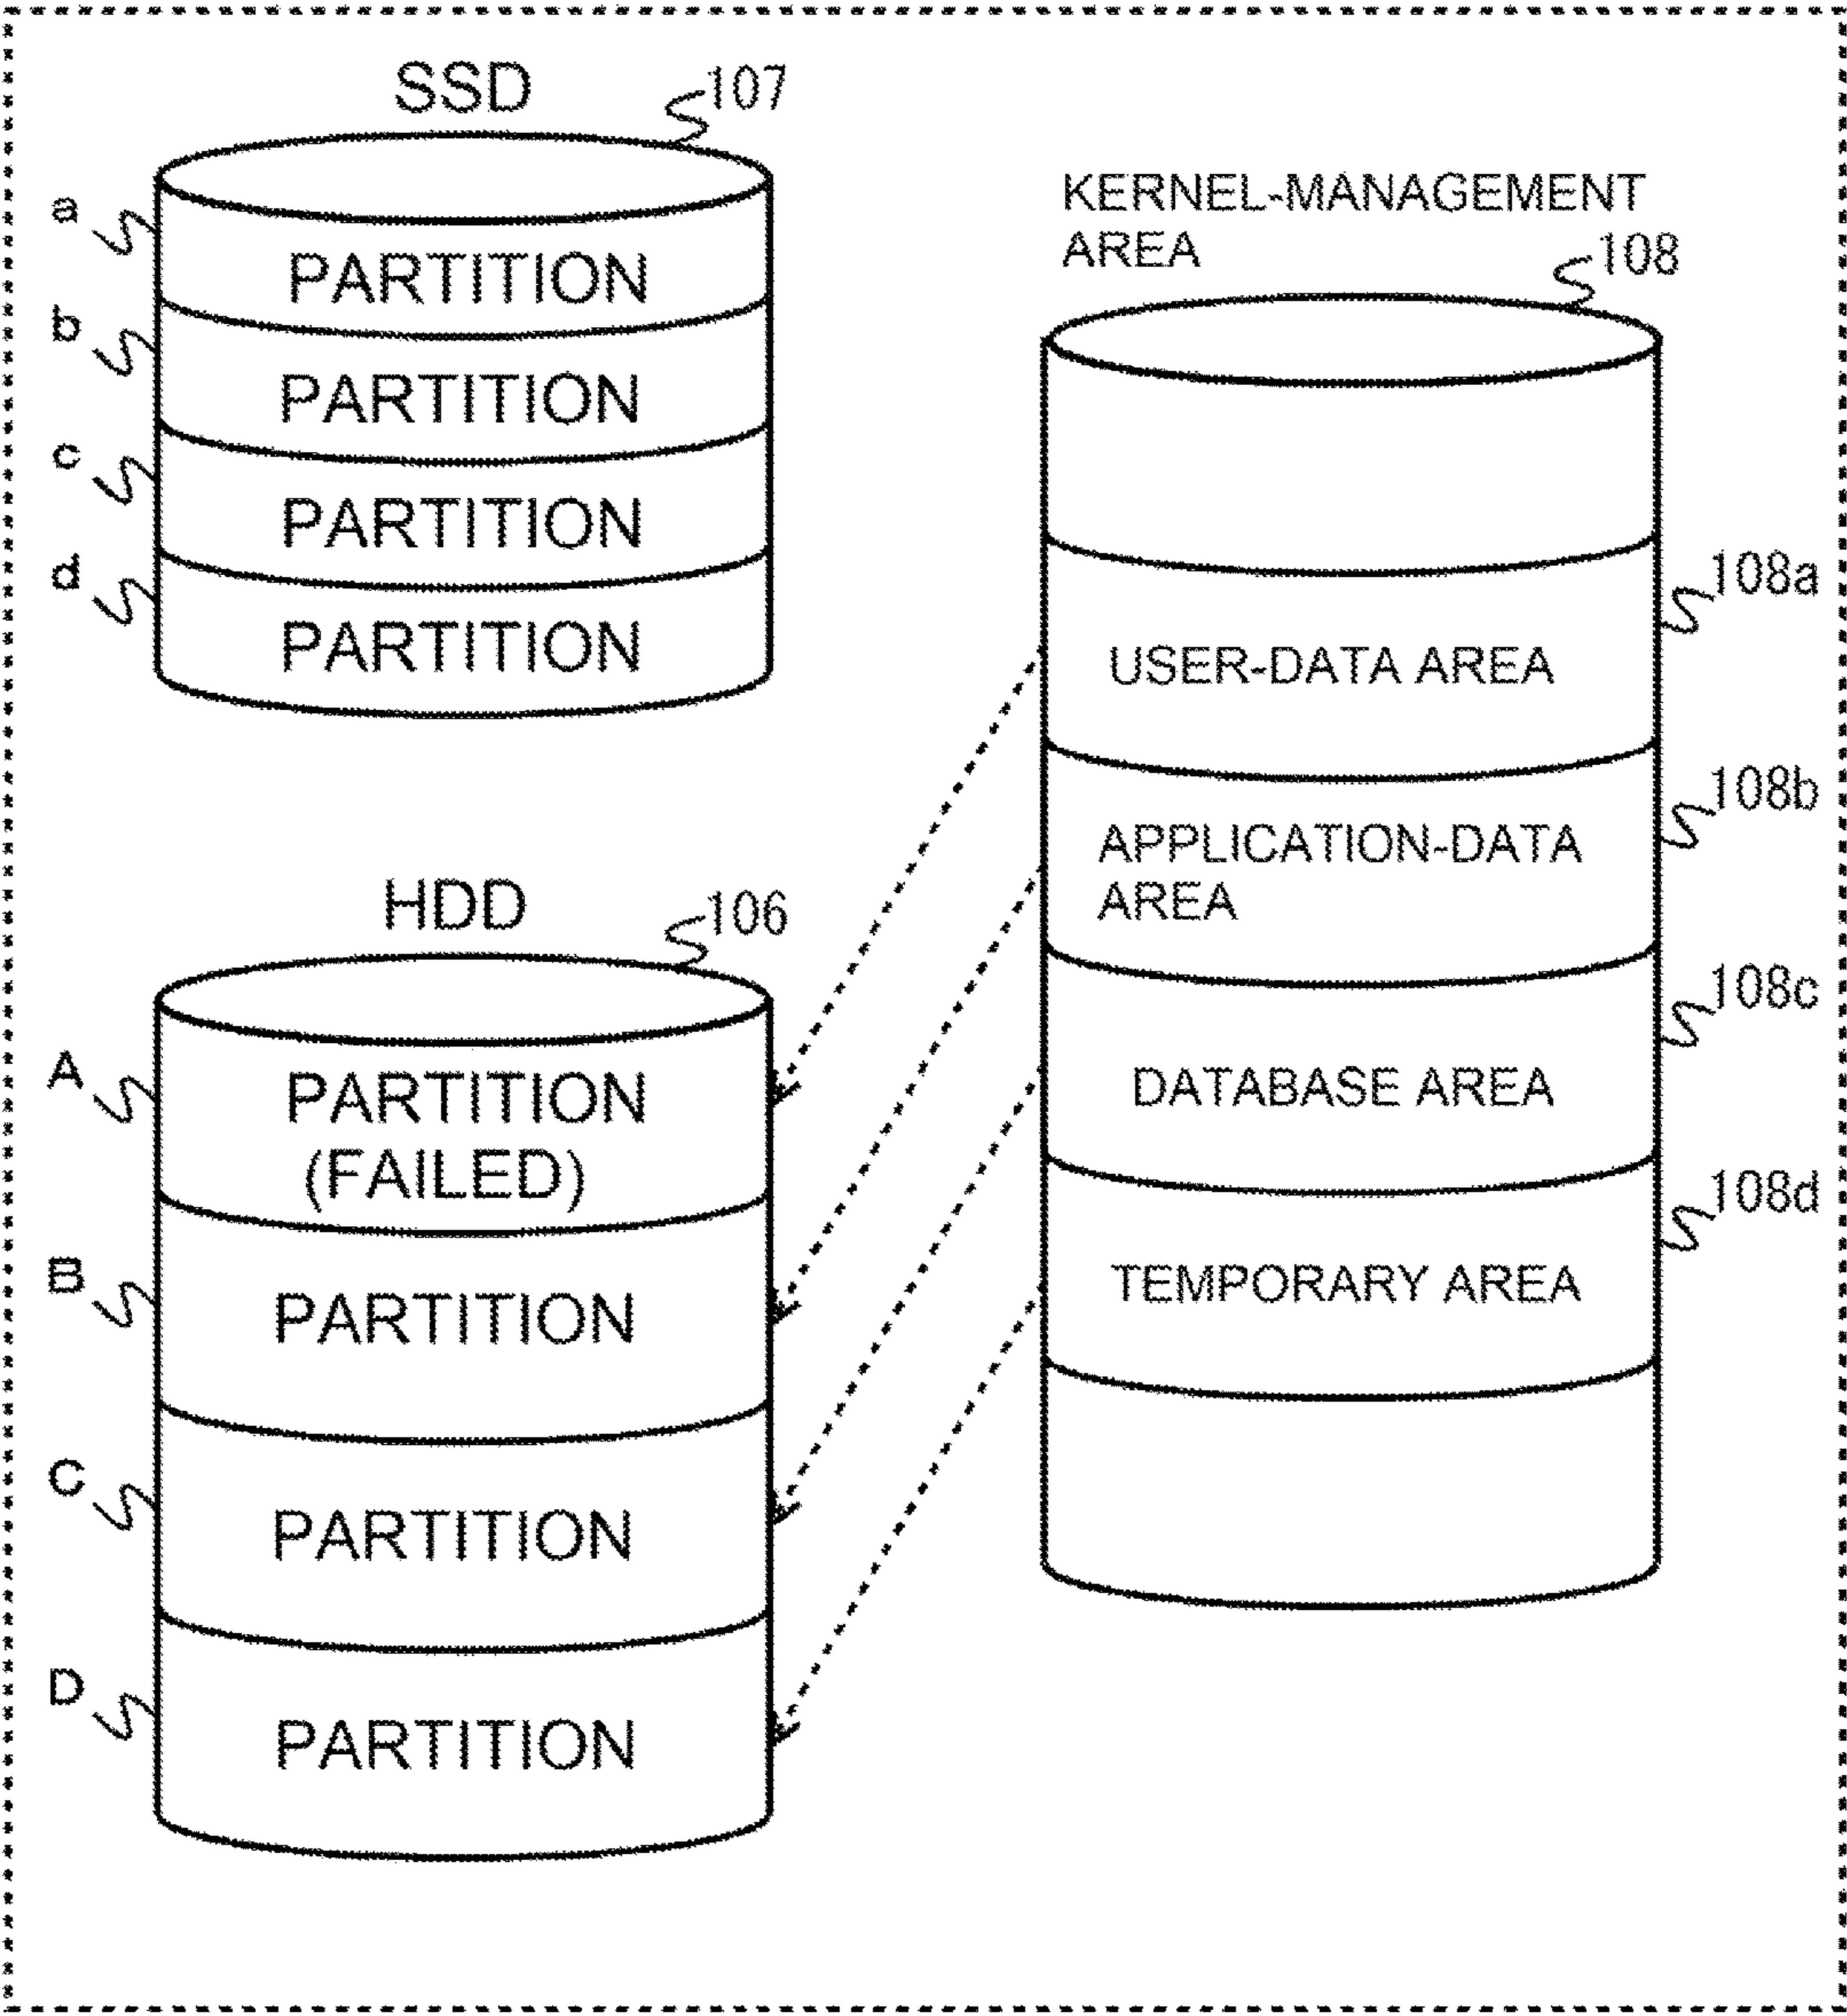 SSD
107
a
PARTITION
b
PARTITION
c
PARTITION
d
PARTITION
HDD
106
A
PARTITION
(FAILED)
B
PARTITION
C
PARTITION
D
PARTITION
KERNEL-MANAGEMENT
AREA
108
108a
USER-DATA AREA
108b
APPLICATION-DATA
AREA
108c
DATABASE AREA
108d
TEMPORARY AREA